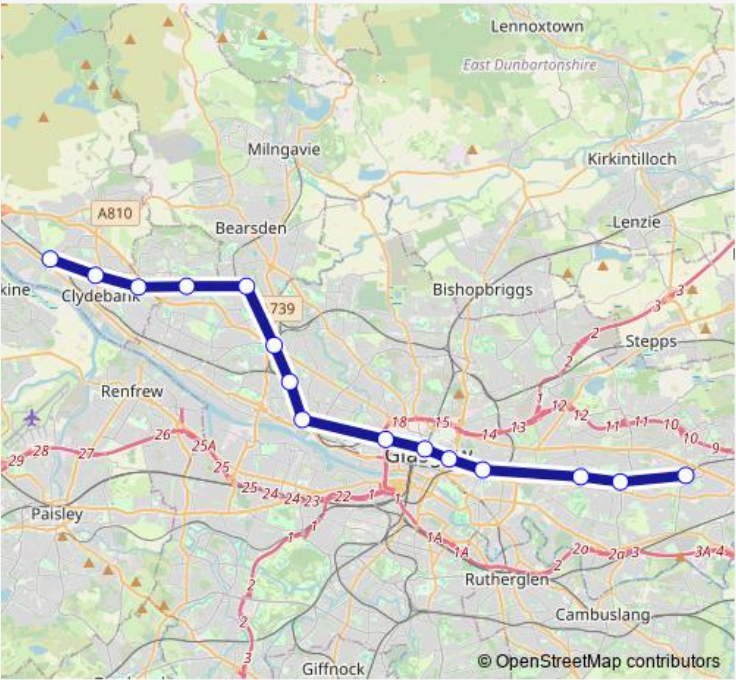 Lennoxtown
East Dunbartonshire
Milngavie
Kirkintilloch
A810
Bearsden
Lenzie
kine
Clydebank
Bishopbriggs
739
3
3
2
Stepps
2
Renfrew
1
12
12
18
15
14
13
11
11
10
10
9
26
25A
28
27
29
25
25
24
24
23
22
1
1
Paisley
1
1
1A
1A
2
2a
2a
3
3A
4
Rutherglen
2
Cambuslang
2
3
Giffnock
© OpenStreetMap contributors